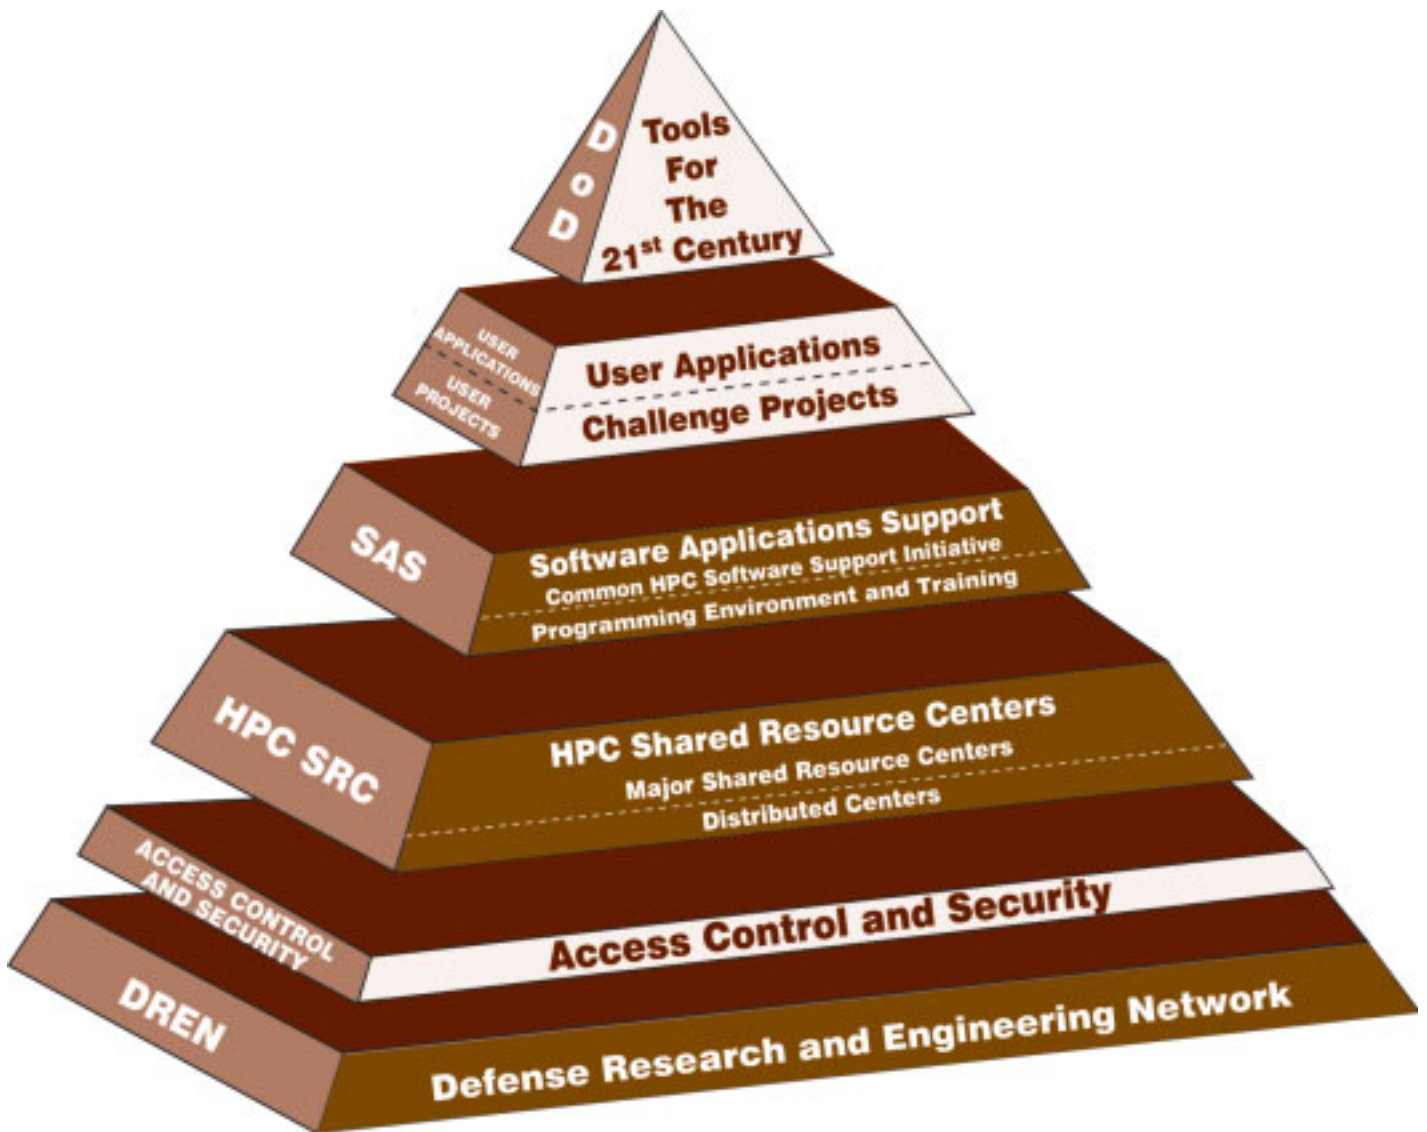 DoD
Tools
For
The
21st Century
USER
APPLICATIONS
USER
PROJECTS
User Applications
Challenge Projects
SAS
Software Applications Support
Common HPC Software Support Initiative
Programming Environment and Training
HPC SRC
HPC Shared Resource Centers
Major Shared Resource Centers
Distributed Centers
ACCESS CONTROL
AND SECURITY
Access Control and Security
DREN
Defense Research and Engineering Network